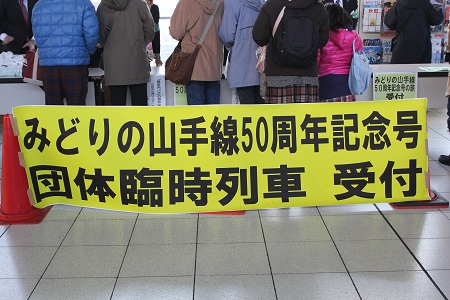 みどりの山手線
50周年記念号の旅
受付
みどりの山手線50周年記念号
団体臨時列車 受付